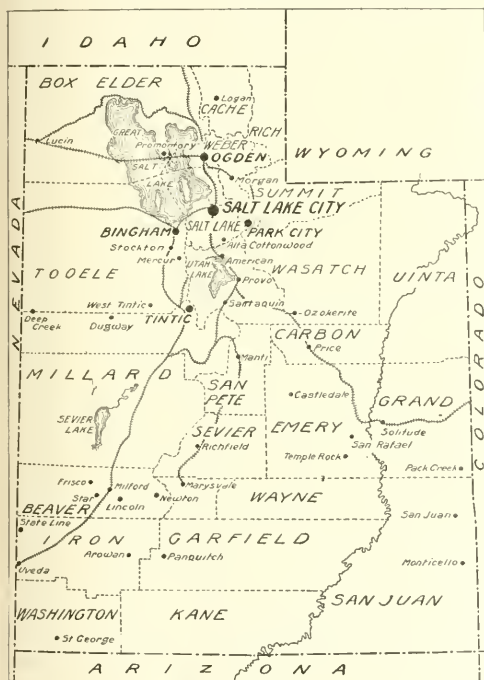 IDAHO
BOX ELDER
Logan
CACHE
RICH
GREAT
Lucin
Promontory
WEBER
OGDEN
WYOMING
SALT
Morgan
LAKE
SUMMIT
SALT LAKE CITY
NEVADA
BINGHAM
SALT LAKE
PARK CITY
Stockton
Alta Cottonwood
Mercur
American
UTAH
LAKE
WASATCH
TOOELE
Provo
UINTA
COLORADO
West Tintic
Santaquin
Ozokerite
Deep
Creek
Dugway
TINTIC
CARBON
Price
Manti
MILLARD
SAN
PETE
Castledale
GRAND
SEVIER
LAKE
SEVIER
EMERY
Solitude
Richfield
San Rafael
Temple Rock
Pack Creek
Frisco
Milford
Marysvale
Star
Lincoln
Newton
WAYNE
BEAVER
State Line
San Juan
IRON
GARFIELD
Arowan
Panquitch
Uveda
Monticello
WASHINGTON
KANE
SAN JUAN
St George
ARIZONA